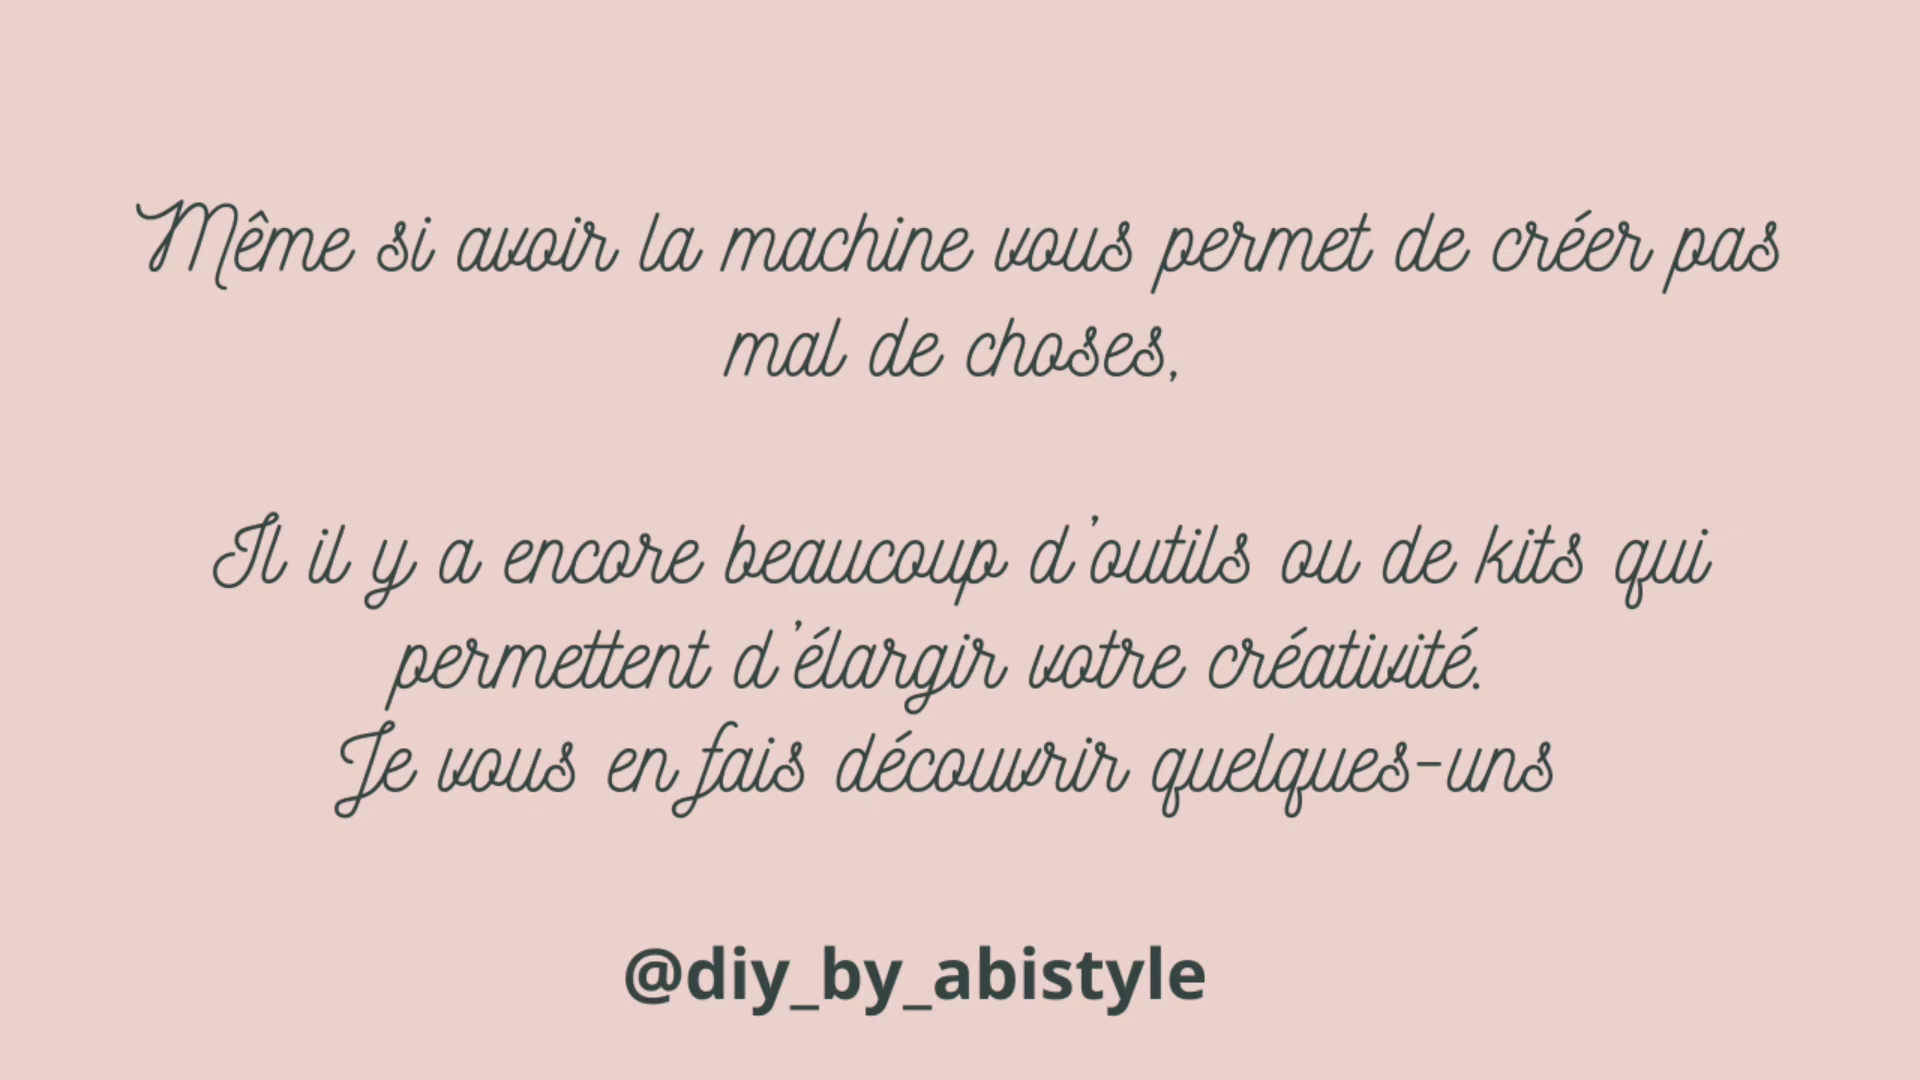 Même si avoir la machine vous permet de créer pas
mal de choses,
Il il y a encore beaucoup d'outils ou de kits qui
permettent d'élargir votre créativité.
Je vous en fais découvrir quelques-uns
@diy_by_abistyle